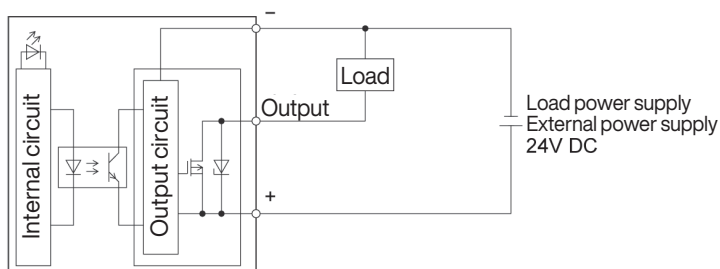 −
Load
Output
Load power supply
External power supply
24V DC
Internal circuit
Output circuit
+